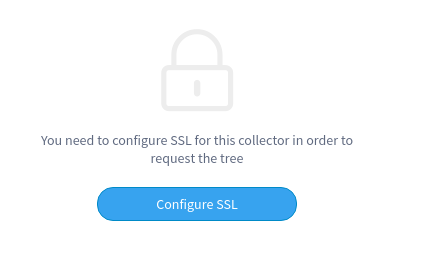 You need to configure SSL for this collector in order to
request the tree
Configure SSL